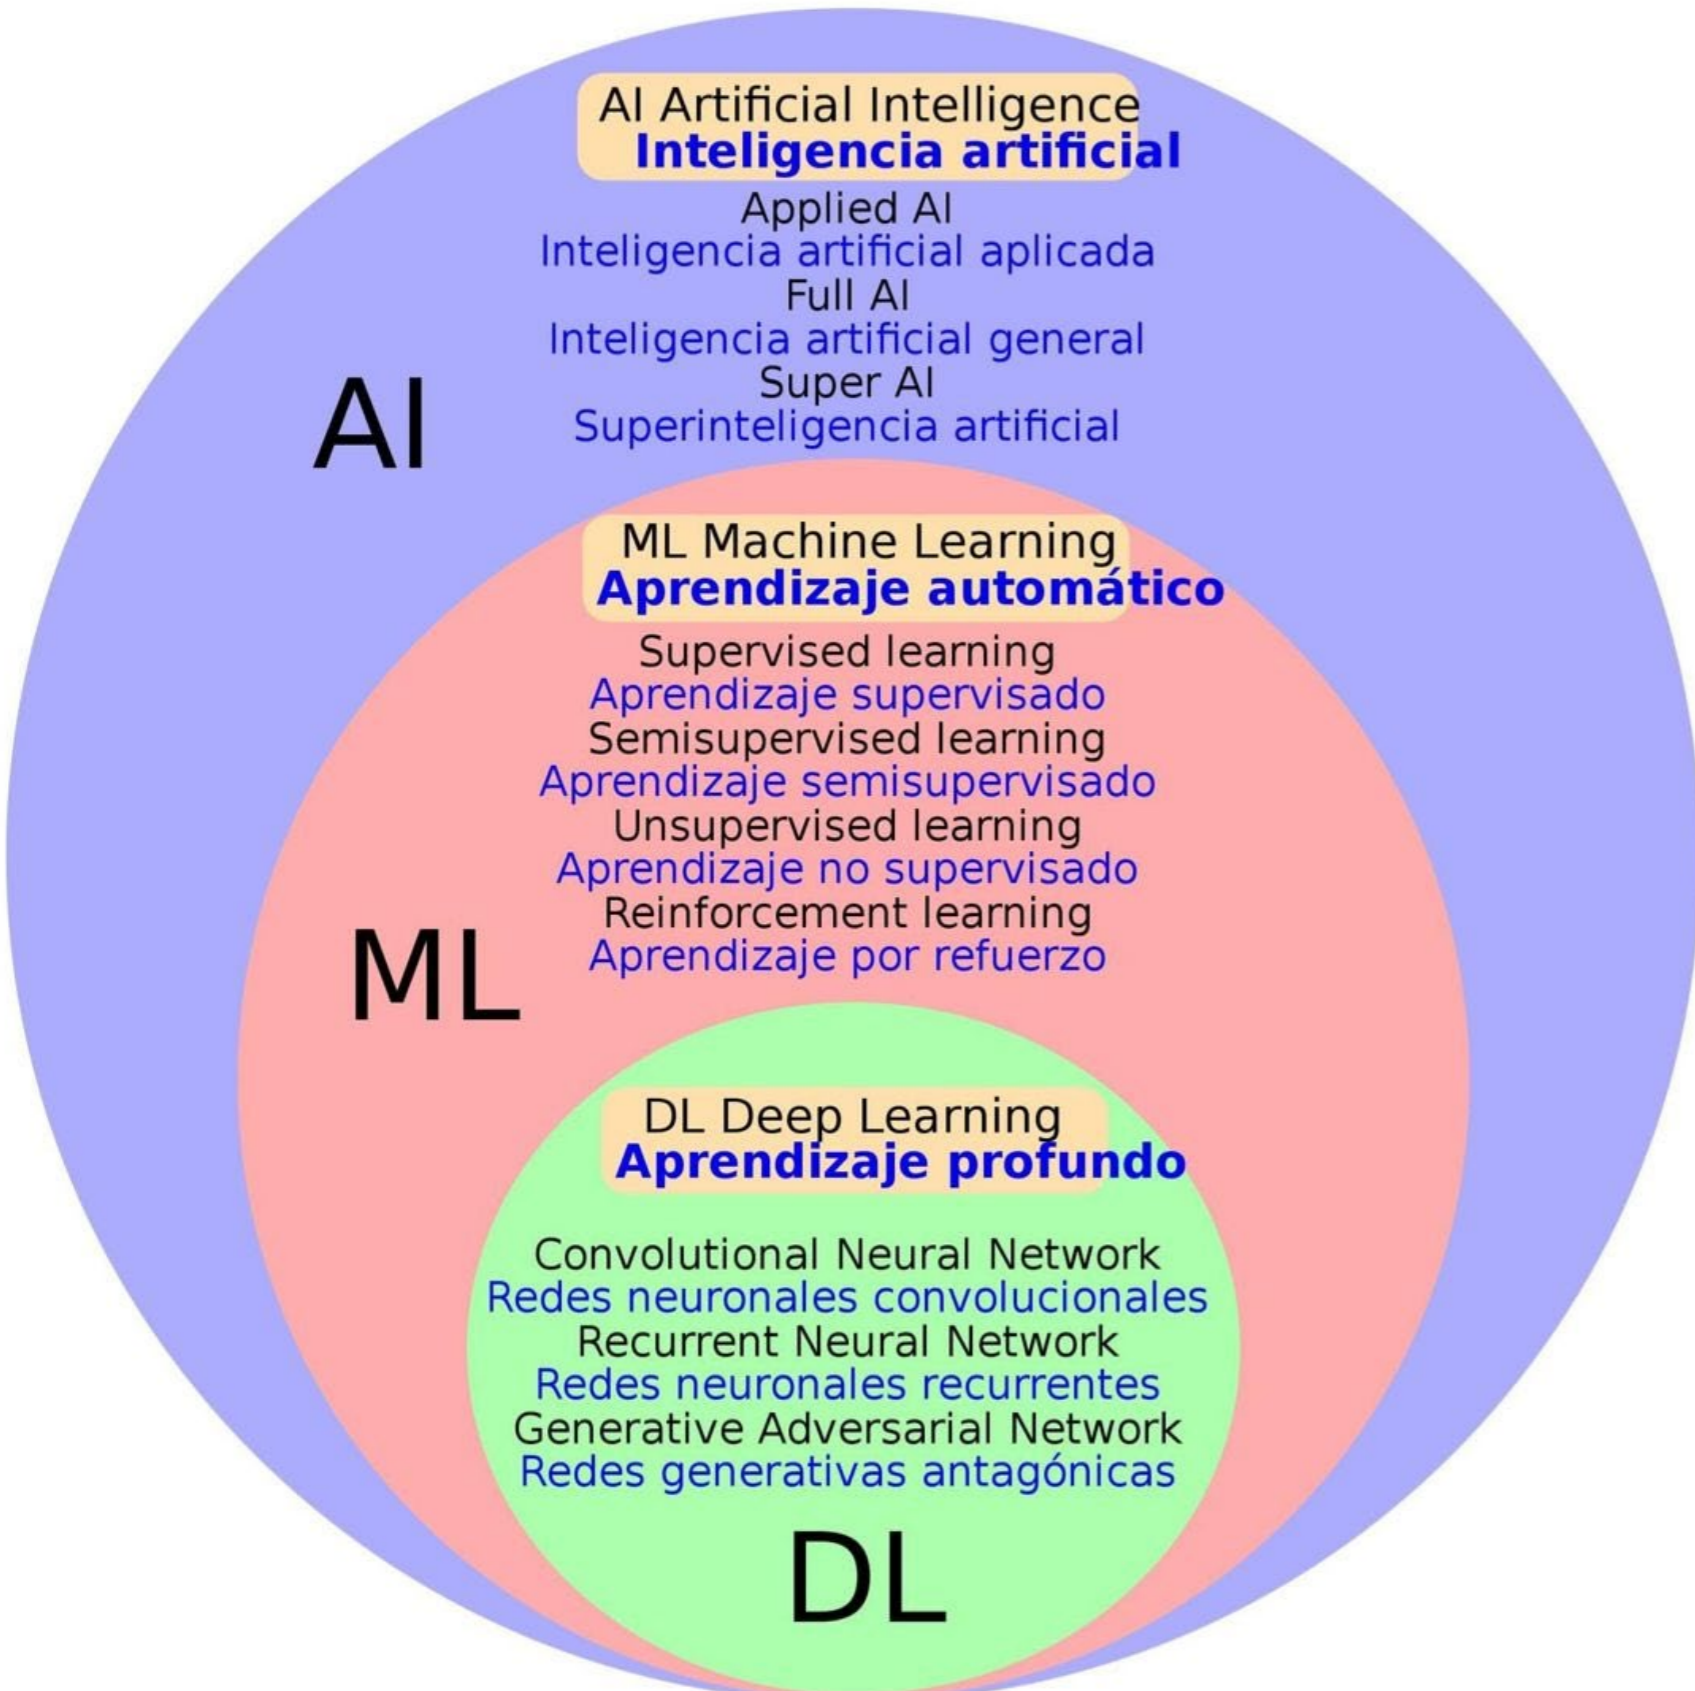 AI Artificial Intelligence
Inteligencia artificial
Applied AI
Inteligencia artificial aplicada
Full AI
Inteligencia artificial general
Super AI
Superinteligencia artificial
AI
ML Machine Learning
Aprendizaje automático
Supervised learning
Aprendizaje supervisado
Semisupervised learning
Aprendizaje semisupervisado
Unsupervised learning
Aprendizaje no supervisado
Reinforcement learning
Aprendizaje por refuerzo
ML
DL Deep Learning
Aprendizaje profundo
Convolutional Neural Network
Redes neuronales convolucionales
Recurrent Neural Network
Redes neuronales recurrentes
Generative Adversarial Network
Redes generativas antagónicas
DL